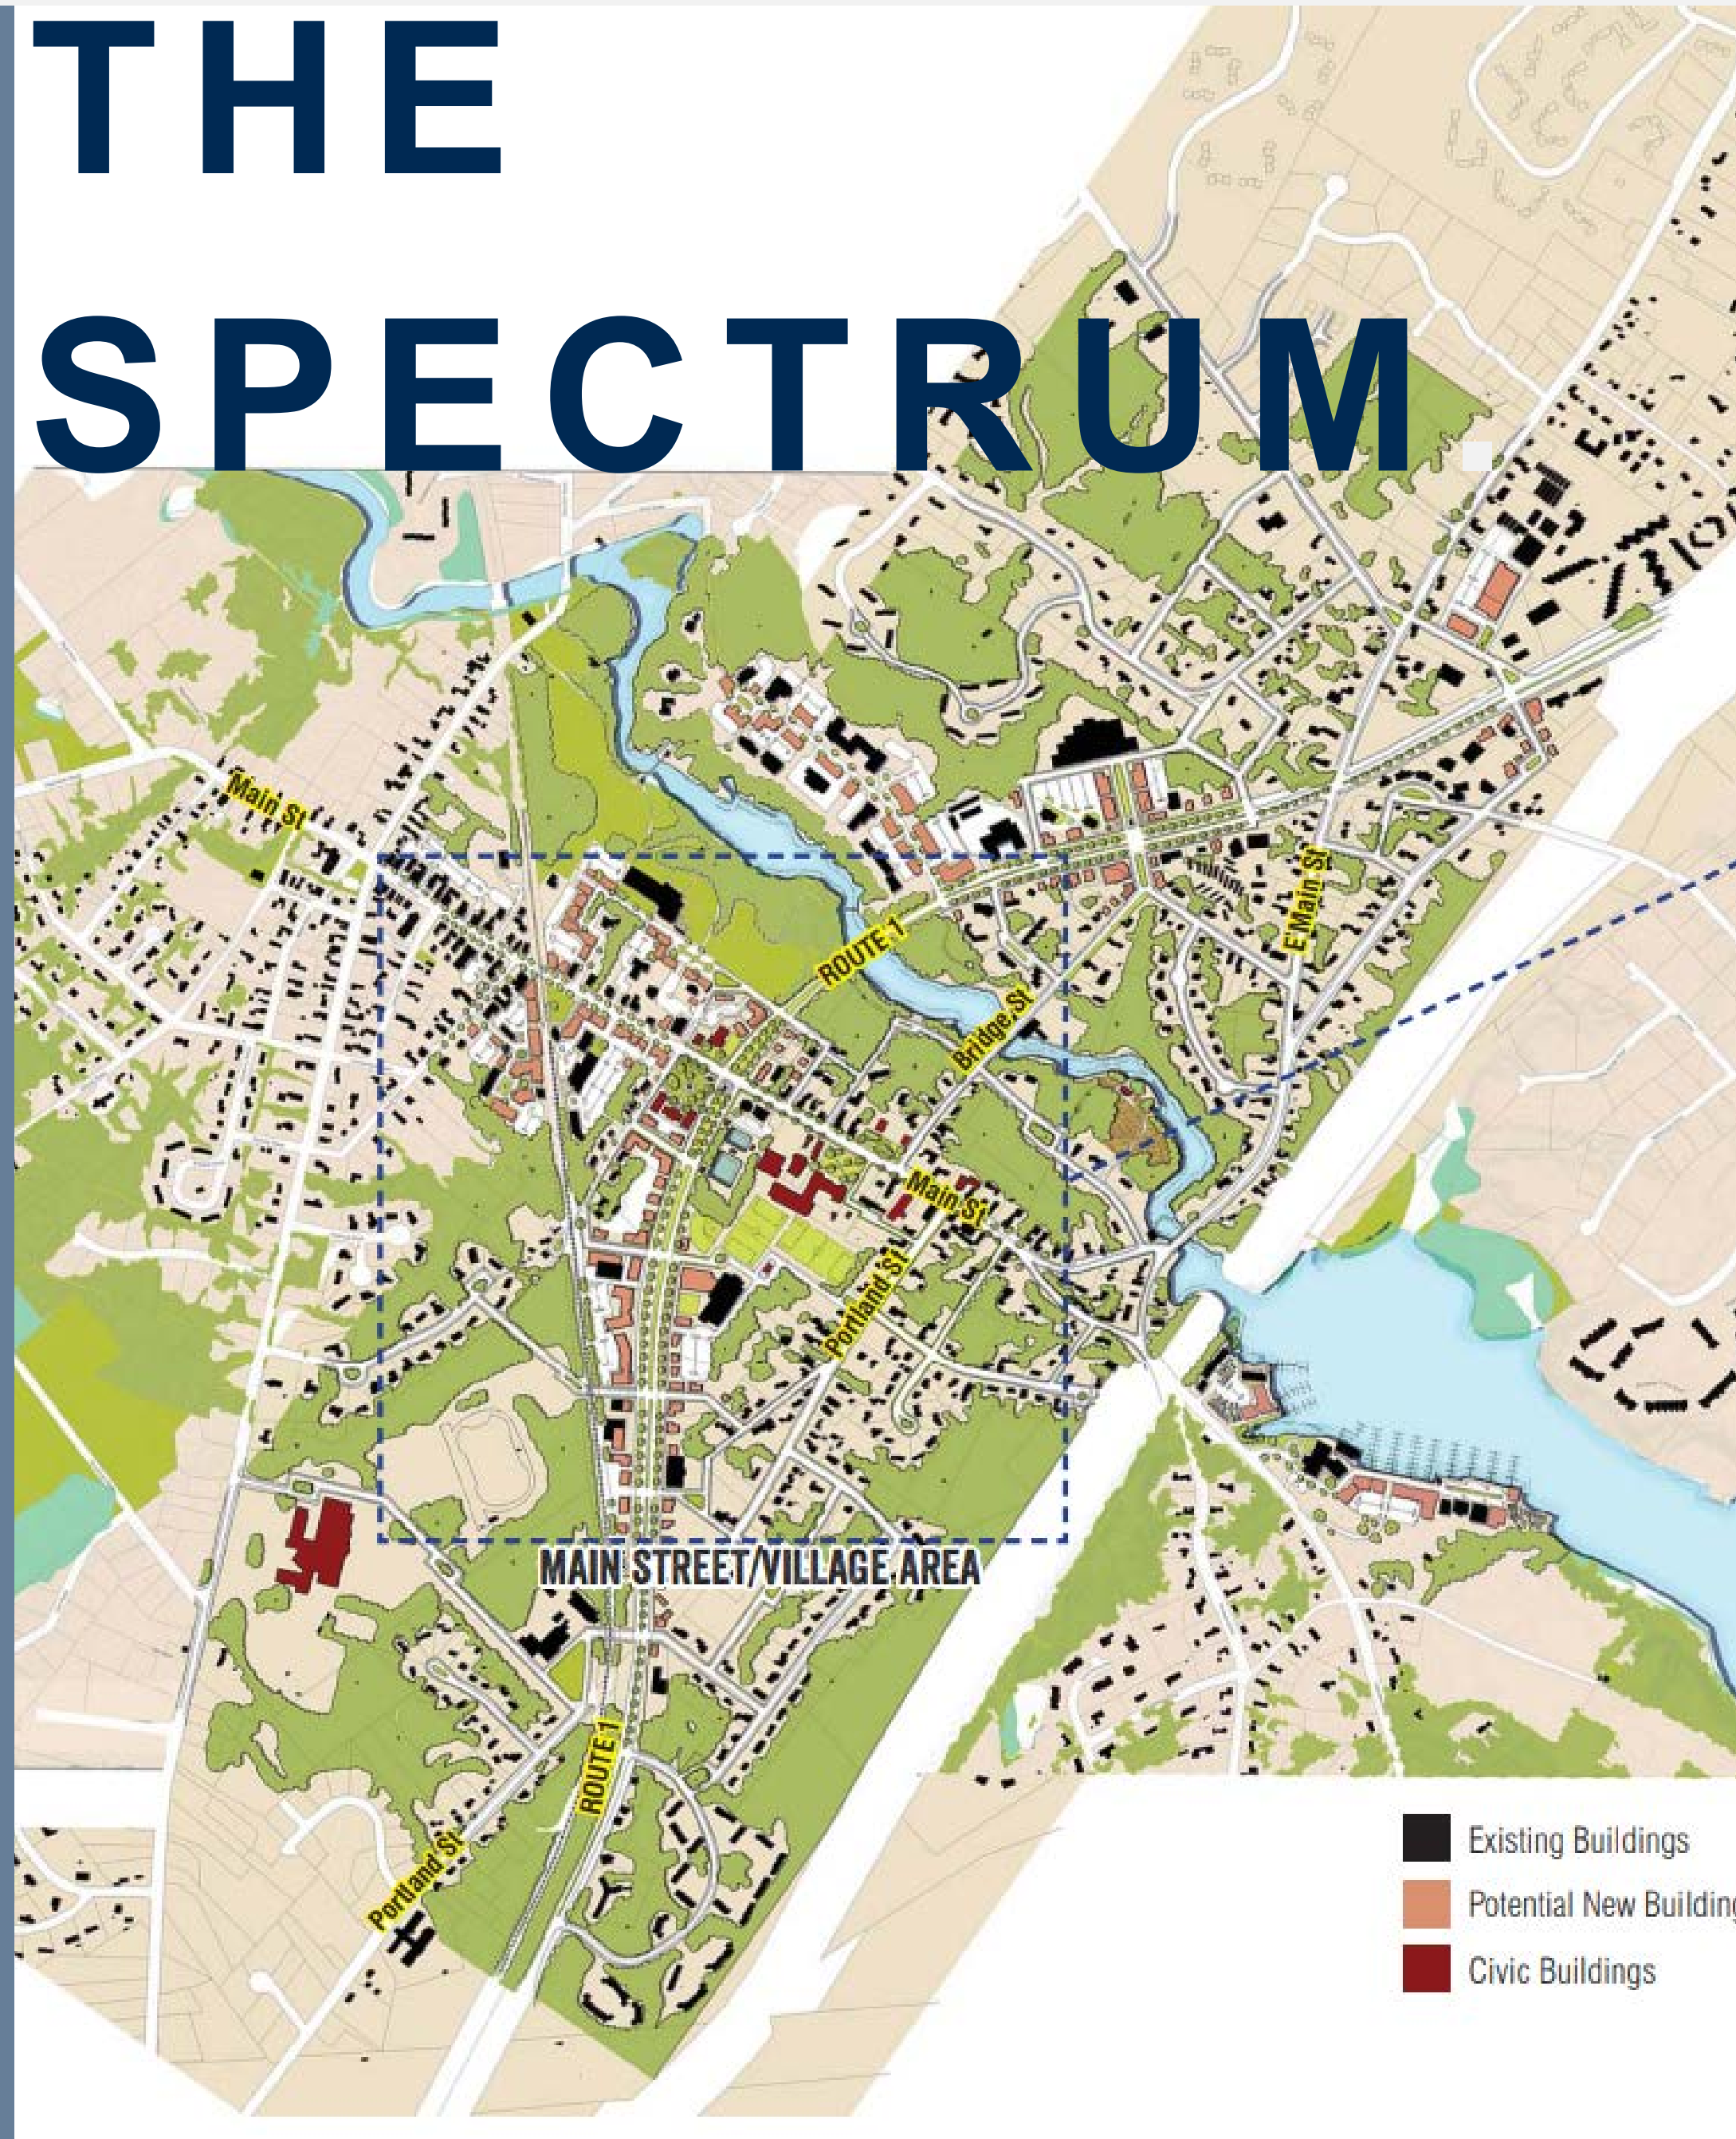 THE
SPECTRUM.
Main St
E Main St
ROUTE 1
Bridge St
Main St
Portland St
MAIN STREET/VILLAGE AREA
ROUTE 1
Portland St
Existing Buildings
Potential New Building
Civic Buildings